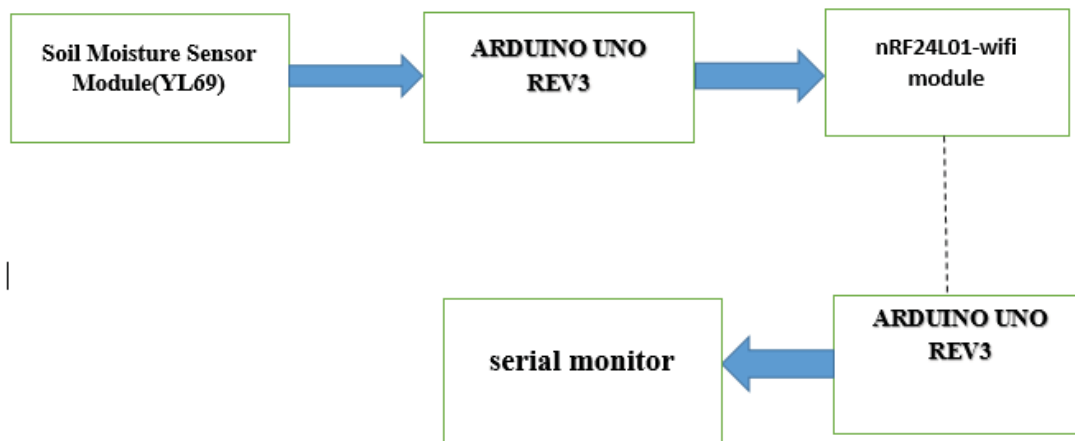 Soil Moisture Sensor
Module(YL69)
ARDUINO UNO
REV3
nRF24L01-wifi
module
serial monitor
ARDUINO UNO
REV3